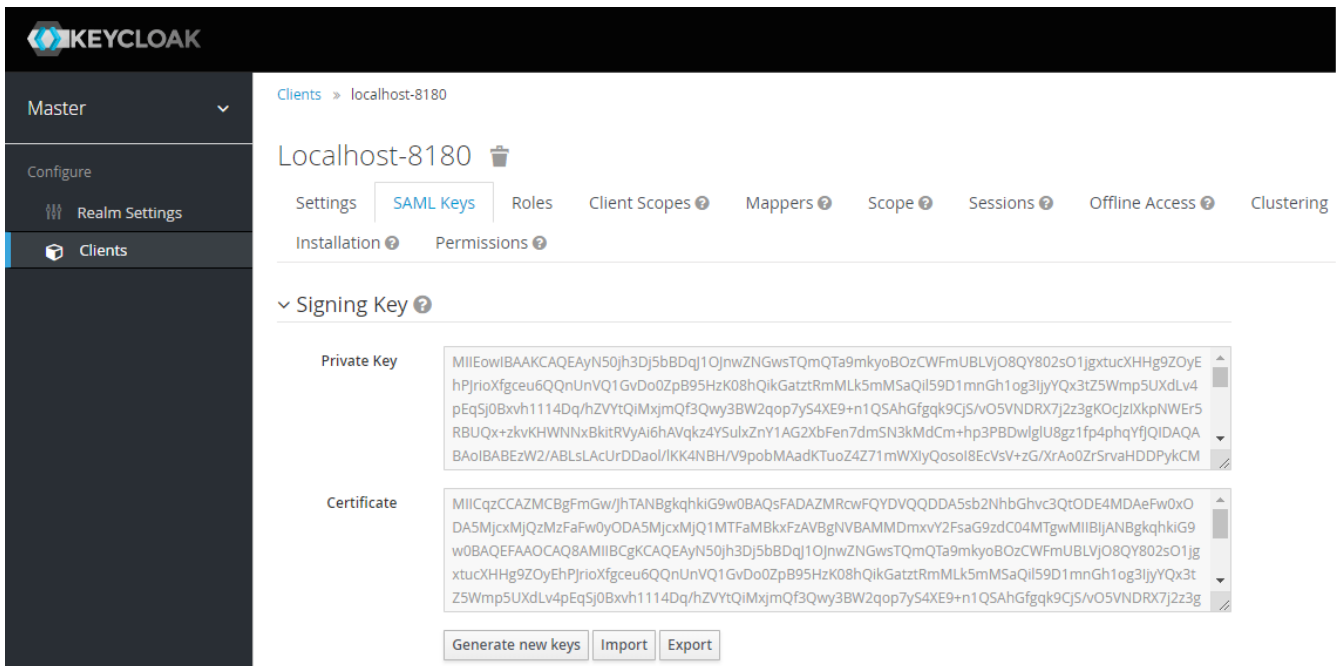 KEYCLOAK
Master
Configure
Realm Settings
Clients
Clients » localhost-8180
Localhost-8180
Settings SAML Keys Roles Client Scopes Mappers Scope Sessions Offline Access Clustering
Installation Permissions
Signing Key
Private Key
MIIEowIBAAKCAQEAyN50jh3Dj5bBDqJ1OJnwZNGwsTQmQTa9mkyoBOzCWFmUBLVjO8QY802sO1jgxtucXHHg9ZOyE
hPJrioXfgceu6QQnUnVQ1GvDo0ZpB95HzK08hQikGatztRmMLk5mMSaQil59D1mnGh1og3IjyYQx3tZ5Wmp5UXdLv4
pEqSj0Bxvh1114Dq/hZVYtQiMxjmQf3Qwy3BW2qop7yS4XE9+n1QSAhGfgqk9CjS/vO5VNDRX7j2z3gKOcJzIXkpNWEr5
RBUQx+zkvKHWNNxBkitRVyAi6hAVqkz4YSulxZnY1AG2XbFen7dmSN3kMdCm+hp3PBDwlglU8gz1fp4phqYfJQIDAQA
BAoIBABEzW2/ABLsLAcUrDDaol/lKK4NBH/V9pobMAadKTuoZ4Z71mWXIyQosoI8EcVsV+zG/XrAo0ZrSrvaHDDPykCM
Certificate
MIICqzCCAZMCBgFmGw/JhTANBgkqhkiG9w0BAQsFADAZMRcwFQYDVQQDDA5sb2NhbGhvc3QtODE4MDAeFw0xO
DA5MjcxMjQzMzFaFw0yODA5MjcxMjQ1MTFaMBkxFzAVBgNVBAMMDmxvY2FsaG9zdC04MTgwMIIBIjANBgkqhkiG9
w0BAQEFAAOCAQ8AMIIBCgKCAQEAyN50jh3Dj5bBDqJ1OJnwZNGwsTQmQTa9mkyoBOzCWFmUBLVjO8QY802sO1jg
xtucXHHg9ZOyEhPJrioXfgceu6QQnUnVQ1GvDo0ZpB95HzK08hQikGatztRmMLk5mMSaQil59D1mnGh1og3IjyYQx3t
Z5Wmp5UXdLv4pEqSj0Bxvh1114Dq/hZVYtQiMxjmQf3Qwy3BW2qop7yS4XE9+n1QSAhGfgqk9CjS/vO5VNDRX7j2z3g
Generate new keys Import Export